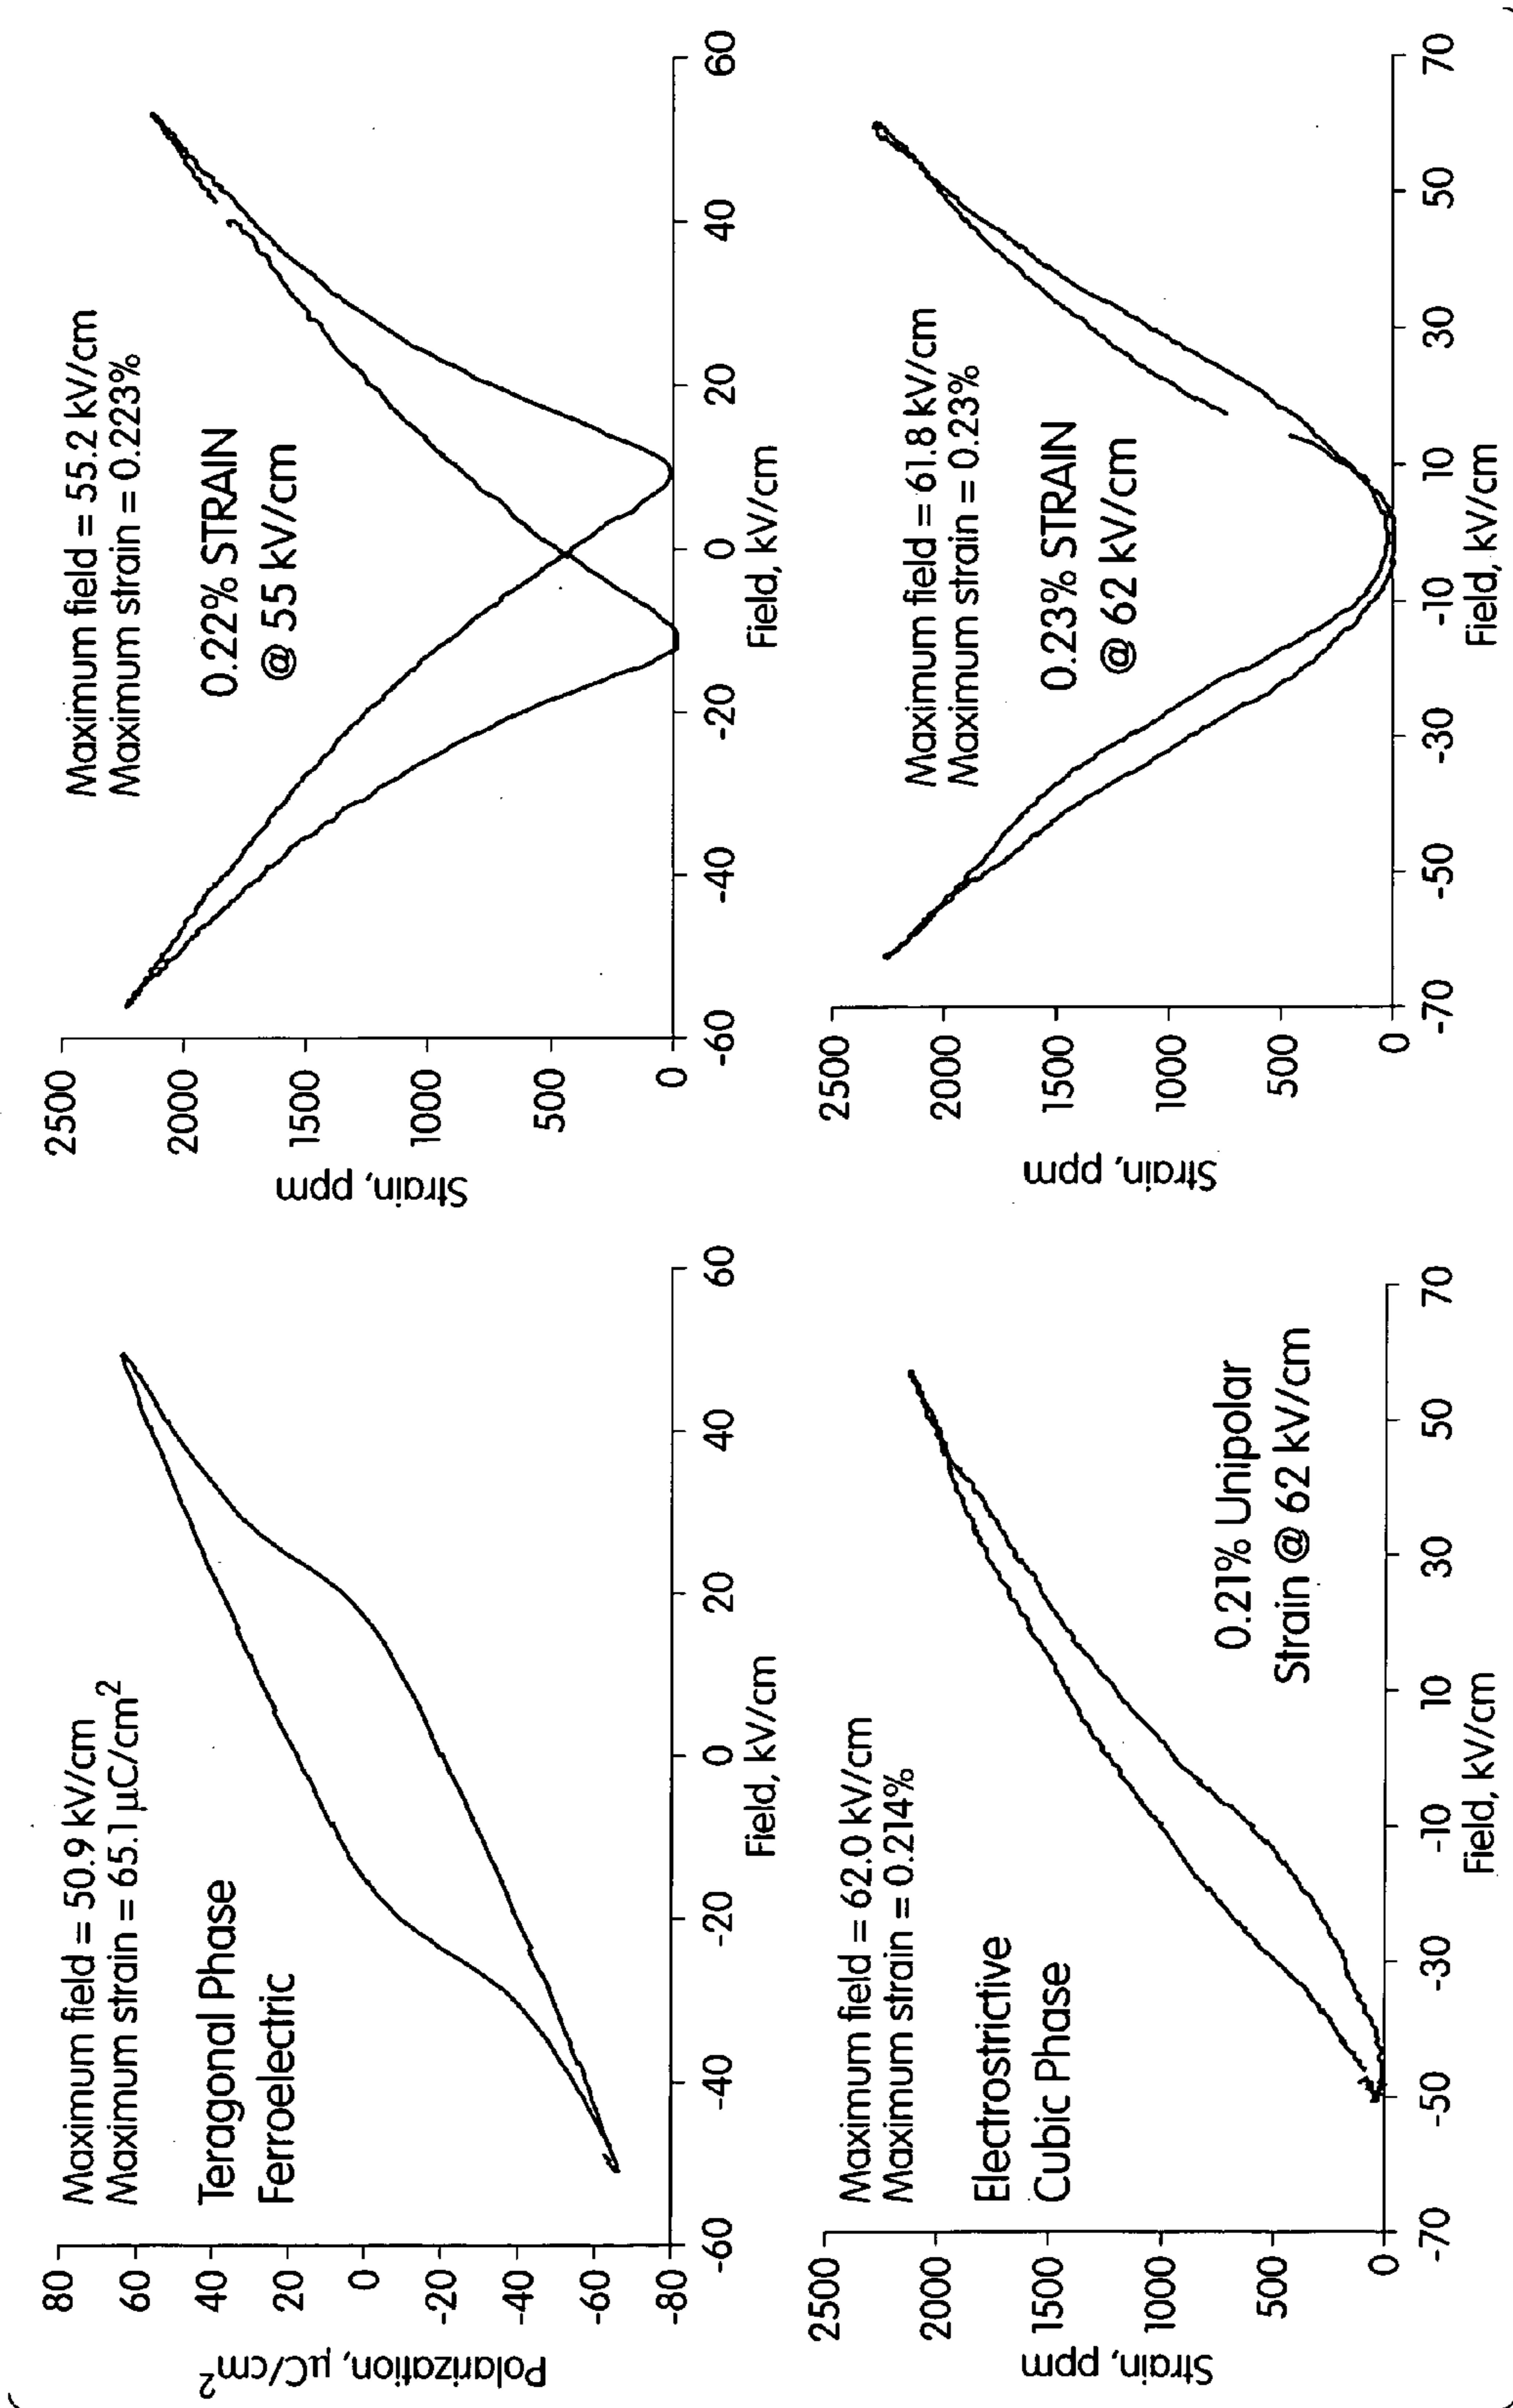 Maximum field = 50.9 kV/cm
Maximum strain = 65.1 µC/cm²
Teragonal Phase
Ferroelectric
Polarization, µC/cm²
80
60
40
20
0
-20
-40
-60
-80
-60
-40
-20
0
20
40
60
Field, kV/cm
Maximum field = 55.2 kV/cm
Maximum strain = 0.223%
0.22% STRAIN
@ 55 kV/cm
Strain, ppm
2500
2000
1500
1000
500
0
-60
-40
-20
0
20
40
60
Field, kV/cm
Maximum field = 62.0 kV/cm
Maximum strain = 0.214%
Electrostrictive
Cubic Phase
0.21% Unipolar
Strain @ 62 kV/cm
Strain, ppm
2500
2000
1500
1000
500
0
-70
-50
-30
-10
10
30
50
70
Field, kV/cm
Maximum field = 61.8 kV/cm
Maximum strain = 0.23%
0.23% STRAIN
@ 62 kV/cm
Strain, ppm
2500
2000
1500
1000
500
0
-70
-50
-30
-10
10
30
50
70
Field, kV/cm